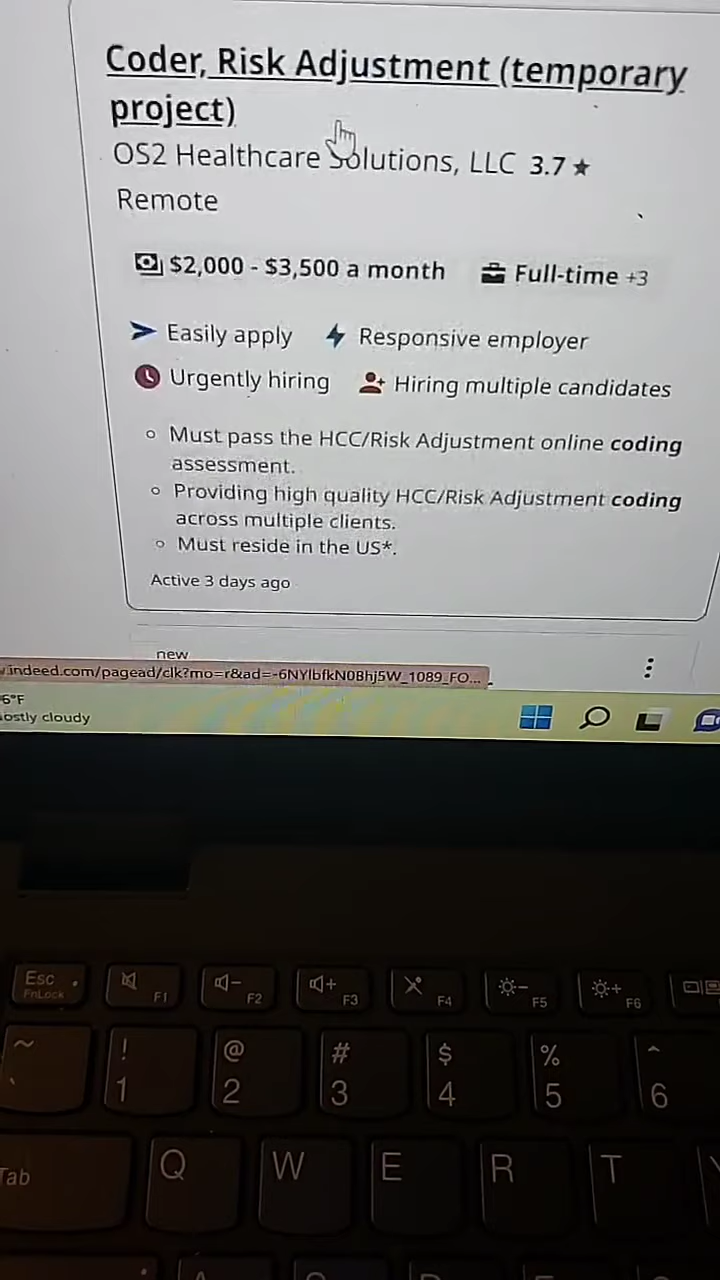 Coder, Risk Adjustment (temporary
project)
OS2 Healthcare Solutions, LLC 3.7 ★
Remote
$2,000 - $3,500 a month Full-time +3
Easily apply Responsive employer
Urgently hiring Hiring multiple candidates
Must pass the HCC/Risk Adjustment online coding
assessment.
Providing high quality HCC/Risk Adjustment coding
across multiple clients.
Must reside in the US*.
Active 3 days ago
new
.indeed.com/pagead/clk?mo=r&ad=-6NYlbfkN0Bhj5W_1089_FO...
6°F
ostly cloudy
Esc
FnLock
F1 F2 F3 F4 F5 F6
~ ! @ # $ % ^
` 1 2 3 4 5 6
Tab Q W E R T